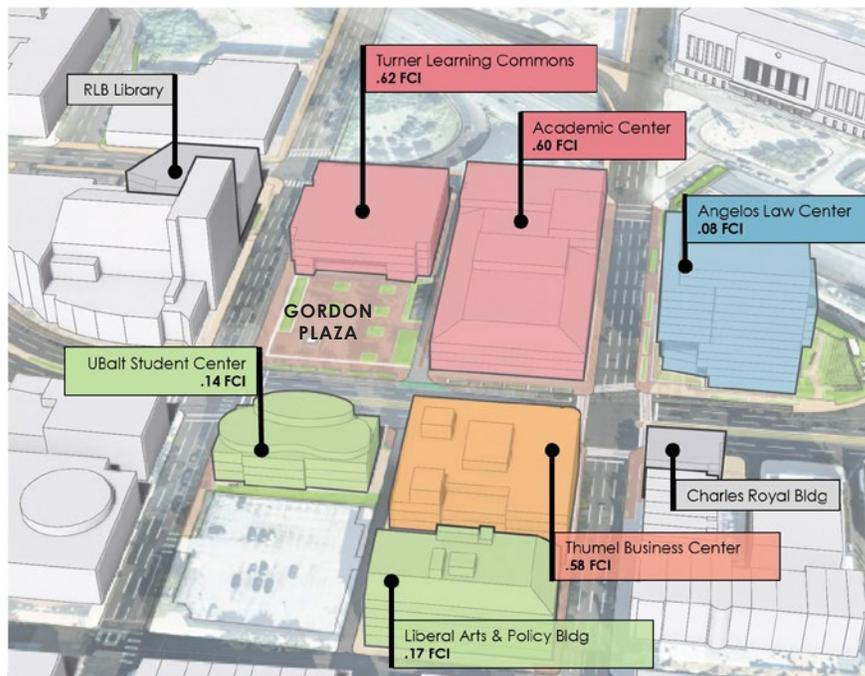 Turner Learning Commons
.62 FCI
RLB Library
Academic Center
.60 FCI
Angelos Law Center
.08 FCI
GORDON
PLAZA
UBalt Student Center
.14 FCI
Charles Royal Bldg
Thumel Business Center
.58 FCI
Liberal Arts & Policy Bldg
.17 FCI